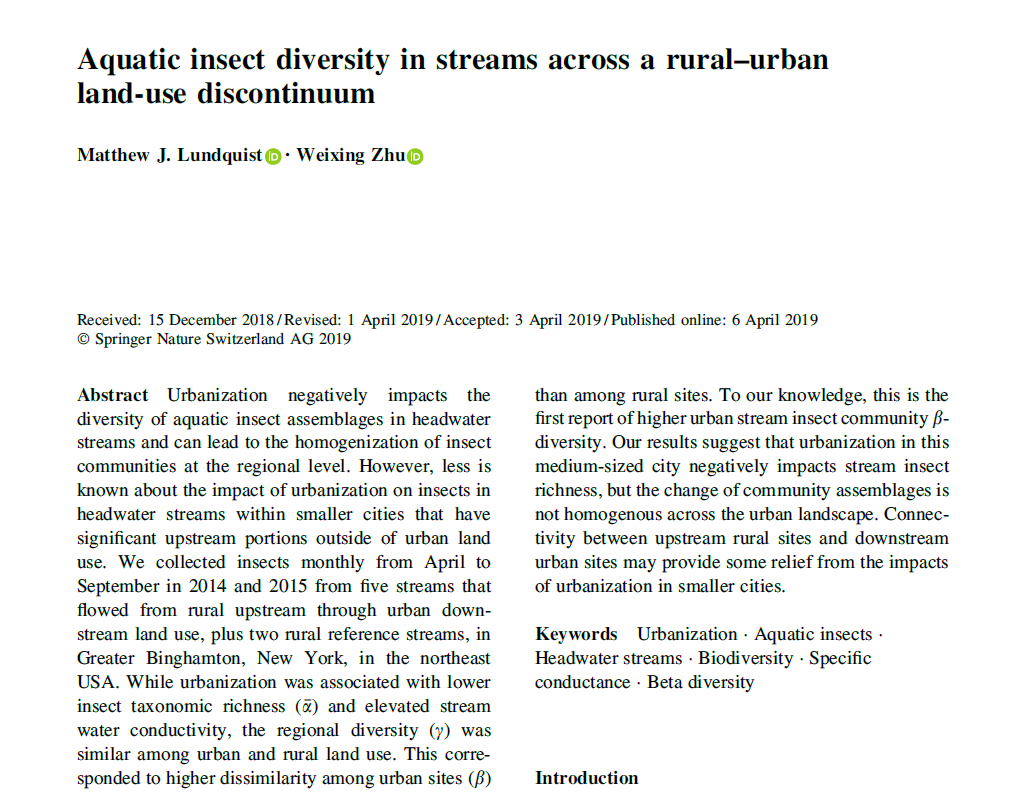 Aquatic insect diversity in streams across a rural–urban
land-use discontinuum
Matthew J. Lundquist iD · Weixing Zhu iD
Received: 15 December 2018 / Revised: 1 April 2019 / Accepted: 3 April 2019 / Published online: 6 April 2019
© Springer Nature Switzerland AG 2019
Abstract Urbanization negatively impacts the
diversity of aquatic insect assemblages in headwater
streams and can lead to the homogenization of insect
communities at the regional level. However, less is
known about the impact of urbanization on insects in
headwater streams within smaller cities that have
significant upstream portions outside of urban land
use. We collected insects monthly from April to
September in 2014 and 2015 from five streams that
flowed from rural upstream through urban down-
stream land use, plus two rural reference streams, in
Greater Binghamton, New York, in the northeast
USA. While urbanization was associated with lower
insect taxonomic richness (ᾱ) and elevated stream
water conductivity, the regional diversity (γ) was
similar among urban and rural land use. This corre-
sponded to higher dissimilarity among urban sites (β)
than among rural sites. To our knowledge, this is the
first report of higher urban stream insect community β-
diversity. Our results suggest that urbanization in this
medium-sized city negatively impacts stream insect
richness, but the change of community assemblages is
not homogenous across the urban landscape. Connec-
tivity between upstream rural sites and downstream
urban sites may provide some relief from the impacts
of urbanization in smaller cities.
Keywords Urbanization · Aquatic insects ·
Headwater streams · Biodiversity · Specific
conductance · Beta diversity
Introduction